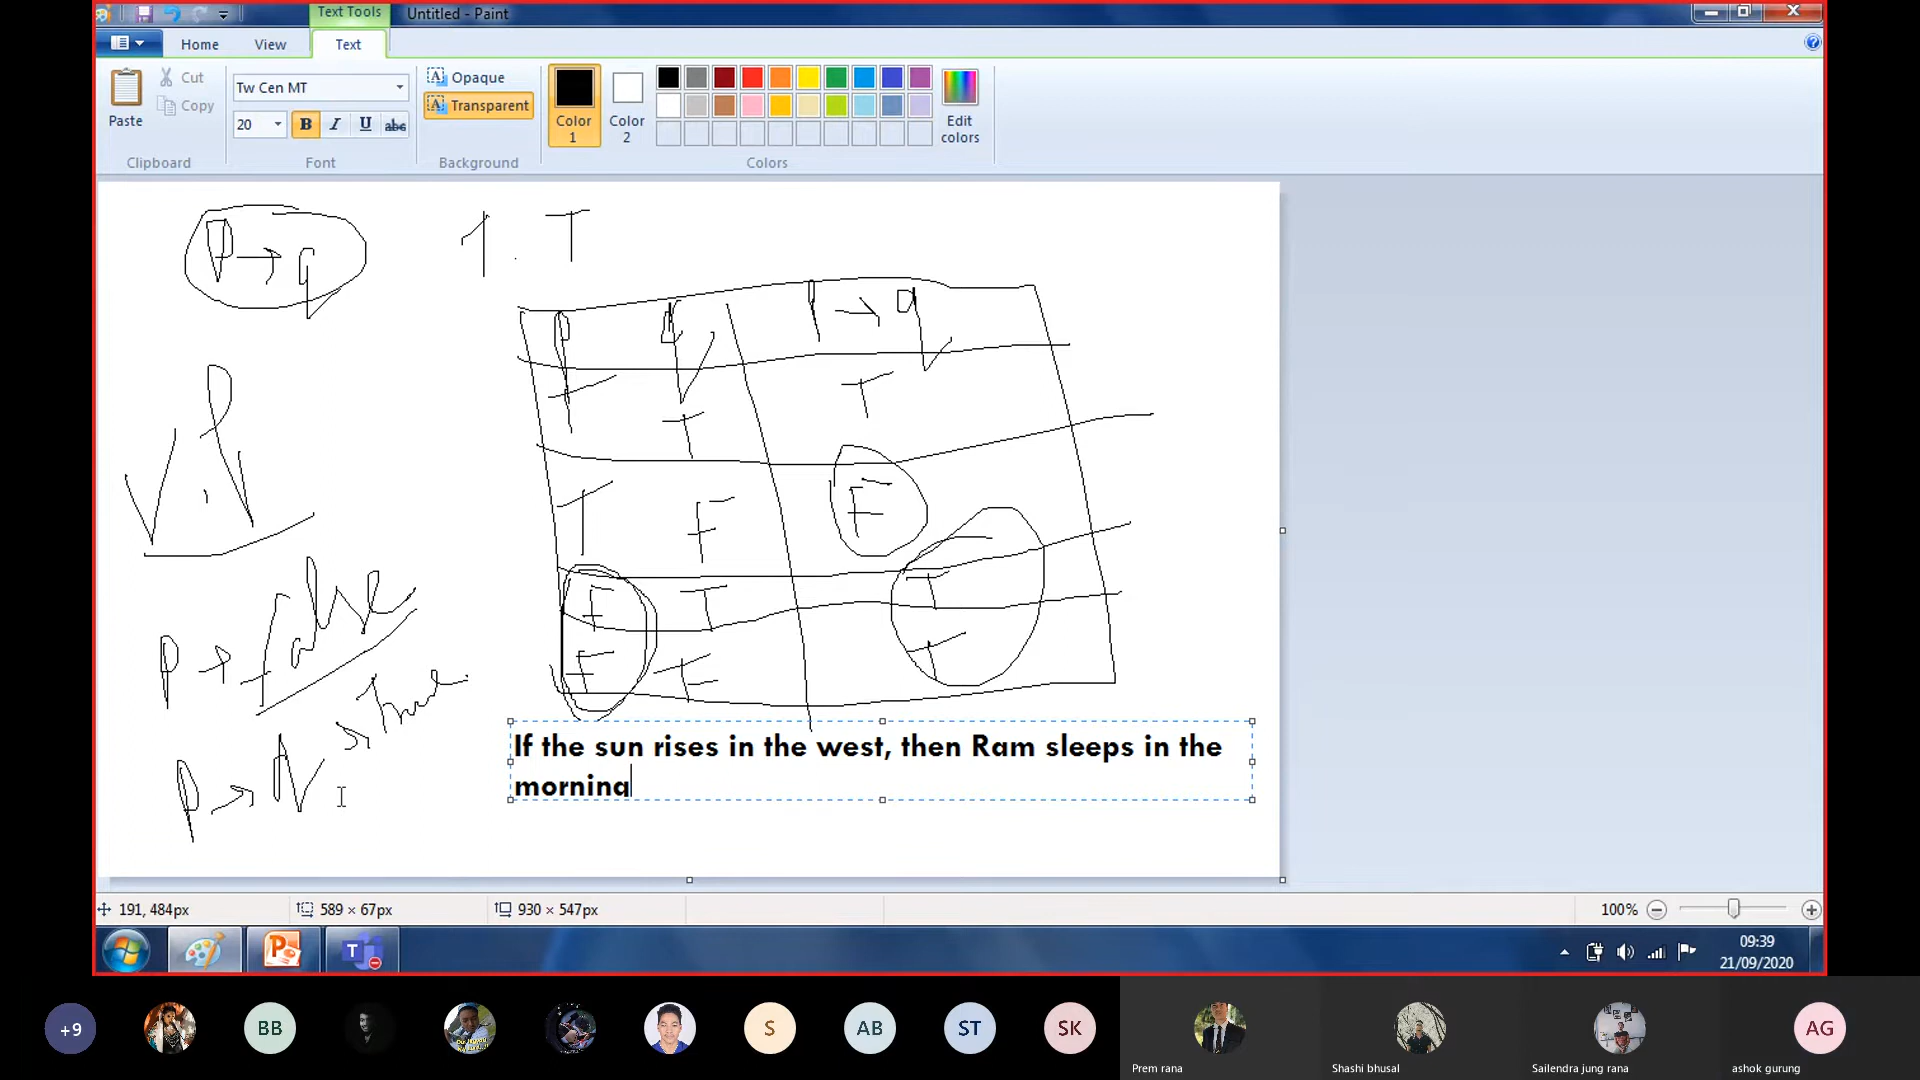 Text Tools Untitled - Paint
Home View Text
Paste
Cut
Copy
Clipboard
Tw Cen MT
20 B I U abc
Font
Opaque
Transparent
Background
Color 1
Color 2
Edit colors
Colors
P → q
1. T
P q P → q
T T T
T F F
F T T
F F T
P → false
P → q → true
If the sun rises in the west, then Ram sleeps in the
morning
191, 484px 589 × 67px 930 × 547px 100%
09:39
21/09/2020
+9 BB S AB ST SK AG
Prem rana Shashi bhusal Sailendra jung rana ashok gurung